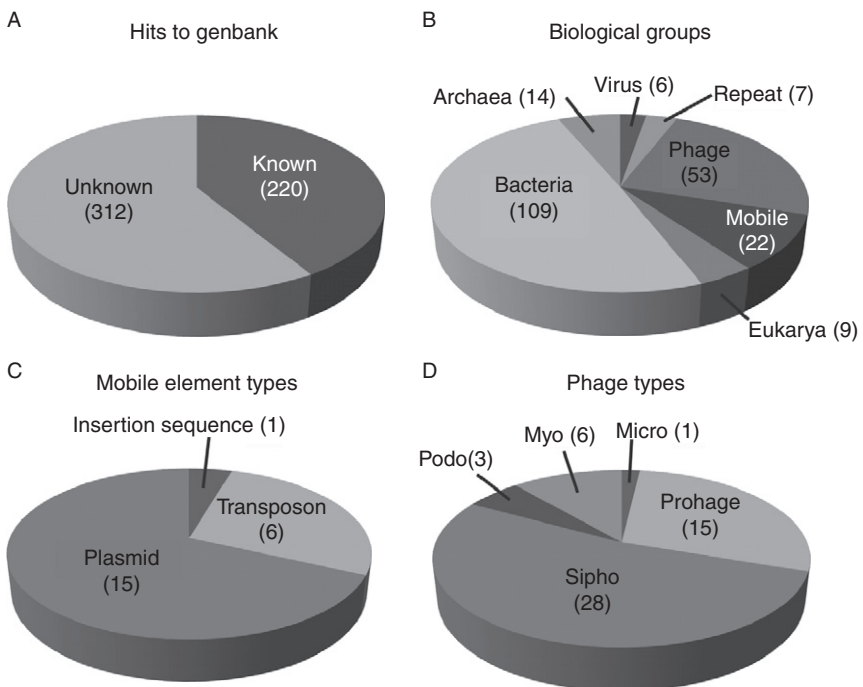 A
Hits to genbank
Unknown
(312)
Known
(220)
B
Biological groups
Archaea (14)
Virus (6)
Repeat (7)
Phage
(53)
Bacteria
(109)
Mobile
(22)
Eukarya (9)
C
Mobile element types
Insertion sequence (1)
Transposon
(6)
Plasmid
(15)
D
Phage types
Podo(3)
Myo (6)
Micro (1)
Prohage
(15)
Sipho
(28)